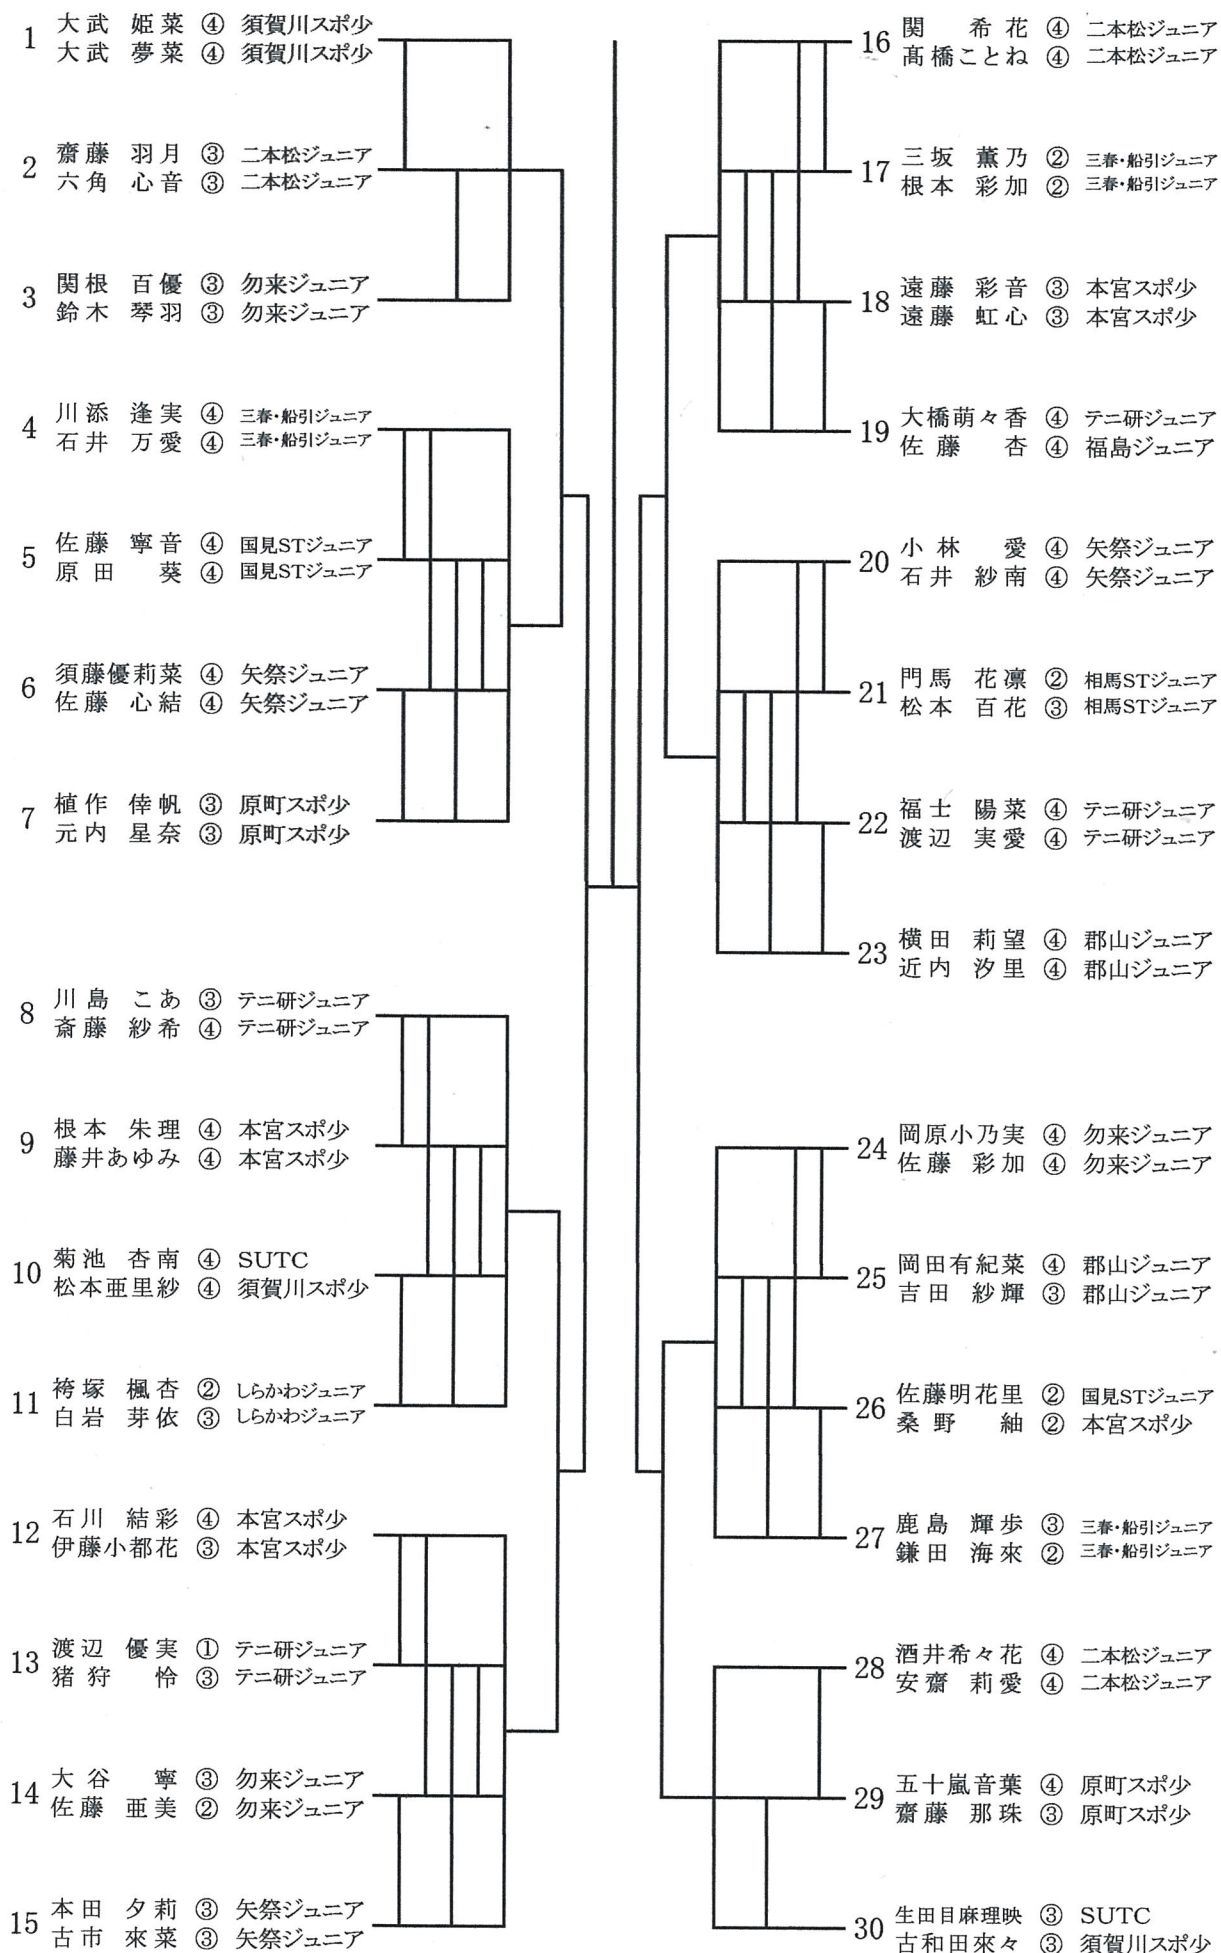 1 大武 姫菜 ④ 須賀川スポ少
大武 夢菜 ④ 須賀川スポ少
2 齋藤 羽月 ③ 二本松ジュニア
六角 心音 ③ 二本松ジュニア
3 関根 百優 ③ 勿来ジュニア
鈴木 琴羽 ③ 勿来ジュニア
4 川添 逢実 ④ 三春・船引ジュニア
石井 万愛 ④ 三春・船引ジュニア
5 佐藤 寧音 ④ 国見STジュニア
原田 葵 ④ 国見STジュニア
6 須藤優莉菜 ④ 矢祭ジュニア
佐藤 心結 ④ 矢祭ジュニア
7 植作 倖帆 ③ 原町スポ少
元内 星奈 ③ 原町スポ少
8 川島 こあ ③ テニ研ジュニア
斎藤 紗希 ④ テニ研ジュニア
9 根本 朱理 ④ 本宮スポ少
藤井あゆみ ④ 本宮スポ少
10 菊池 杏南 ④ SUTC
松本亜里紗 ④ 須賀川スポ少
11 袴塚 楓杏 ② しらかわジュニア
白岩 芽依 ③ しらかわジュニア
12 石川 結彩 ④ 本宮スポ少
伊藤小都花 ③ 本宮スポ少
13 渡辺 優実 ① テニ研ジュニア
猪狩 怜 ③ テニ研ジュニア
14 大谷 寧 ③ 勿来ジュニア
佐藤 亜美 ② 勿来ジュニア
15 本田 夕莉 ③ 矢祭ジュニア
古市 來菜 ③ 矢祭ジュニア
16 関 希花 ④ 二本松ジュニア
髙橋ことね ④ 二本松ジュニア
17 三坂 薫乃 ② 三春・船引ジュニア
根本 彩加 ② 三春・船引ジュニア
18 遠藤 彩音 ③ 本宮スポ少
遠藤 虹心 ③ 本宮スポ少
19 大橋萌々香 ④ テニ研ジュニア
佐藤 杏 ④ 福島ジュニア
20 小林 愛 ④ 矢祭ジュニア
石井 紗南 ④ 矢祭ジュニア
21 門馬 花凛 ② 相馬STジュニア
松本 百花 ③ 相馬STジュニア
22 福士 陽菜 ④ テニ研ジュニア
渡辺 実愛 ④ テニ研ジュニア
23 横田 莉望 ④ 郡山ジュニア
近内 汐里 ④ 郡山ジュニア
24 岡原小乃実 ④ 勿来ジュニア
佐藤 彩加 ④ 勿来ジュニア
25 岡田有紀菜 ④ 郡山ジュニア
吉田 紗輝 ③ 郡山ジュニア
26 佐藤明花里 ② 国見STジュニア
桑野 紬 ② 本宮スポ少
27 鹿島 輝歩 ③ 三春・船引ジュニア
鎌田 海來 ② 三春・船引ジュニア
28 酒井希々花 ④ 二本松ジュニア
安齋 莉愛 ④ 二本松ジュニア
29 五十嵐音葉 ④ 原町スポ少
齋藤 那珠 ③ 原町スポ少
30 生田目麻理映 ③ SUTC
古和田來々 ③ 須賀川スポ少